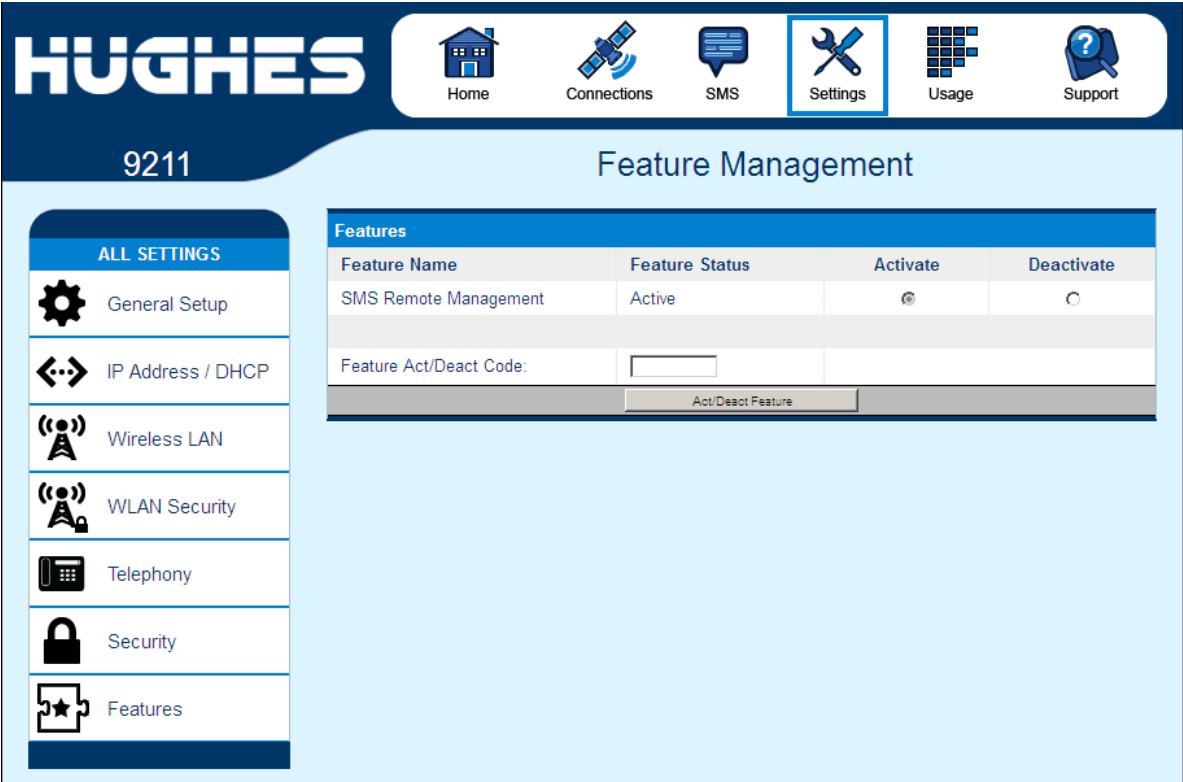 HUGHES
Home
Connections
SMS
Settings
Usage
Support
9211
Feature Management
ALL SETTINGS
General Setup
IP Address / DHCP
Wireless LAN
WLAN Security
Telephony
Security
Features
Features
Feature Name Feature Status Activate Deactivate
SMS Remote Management Active
Feature Act/Deact Code:
Act/Deact Feature